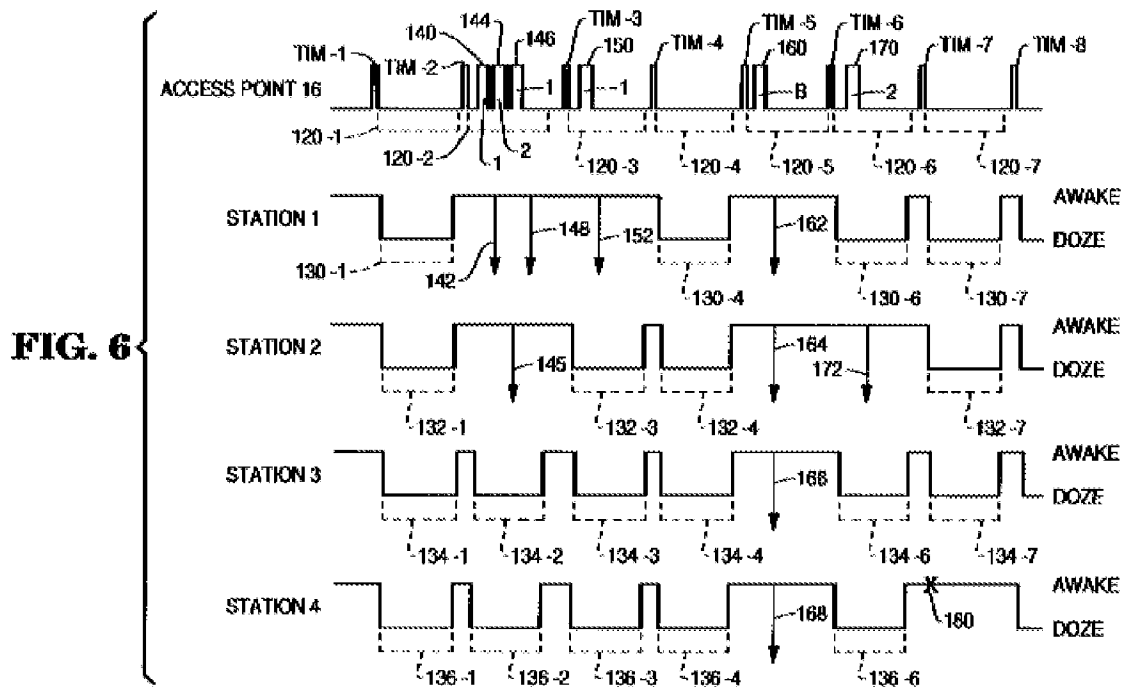 144 TIM-3 TIM-5 TIM-6
140 146 150 160 170 TIM-7
TIM-1 TIM-4 TIM-8
TIM-2
ACCESS POINT 16 1 1 B 2
120-1
120-2 1 2 120-3 120-4 120-5 120-6 120-7
AWAKE
STATION 1 148 152 162
DOZE
130-1 142 130-4 130-6 130-7
AWAKE
FIG. 6 STATION 2 145 164 172
DOZE
132-1 132-3 132-4 132-7
AWAKE
STATION 3 166
DOZE
134-1 134-2 134-3 134-4 134-6 134-7
AWAKE
STATION 4 168 180
DOZE
136-1 136-2 136-3 136-4 136-6